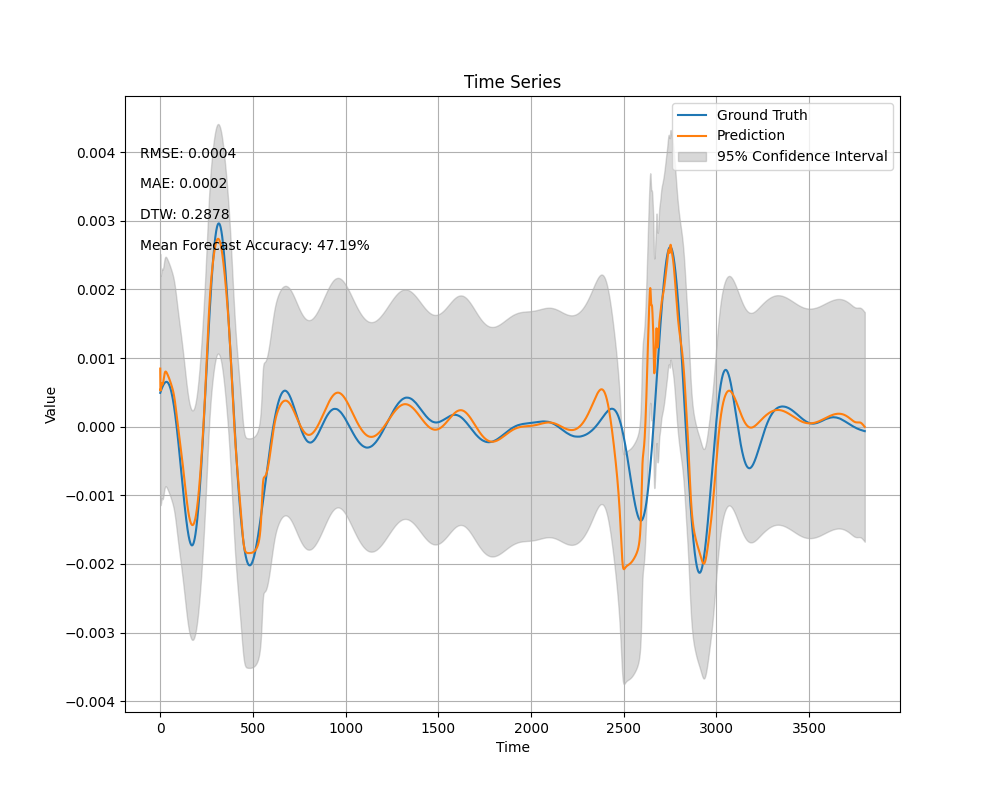 Time Series
Ground Truth
Prediction
95% Confidence Interval
RMSE: 0.0004
MAE: 0.0002
DTW: 0.2878
Mean Forecast Accuracy: 47.19%
Value
0.004
0.003
0.002
0.001
0.000
−0.001
−0.002
−0.003
−0.004
0 500 1000 1500 2000 2500 3000 3500
Time